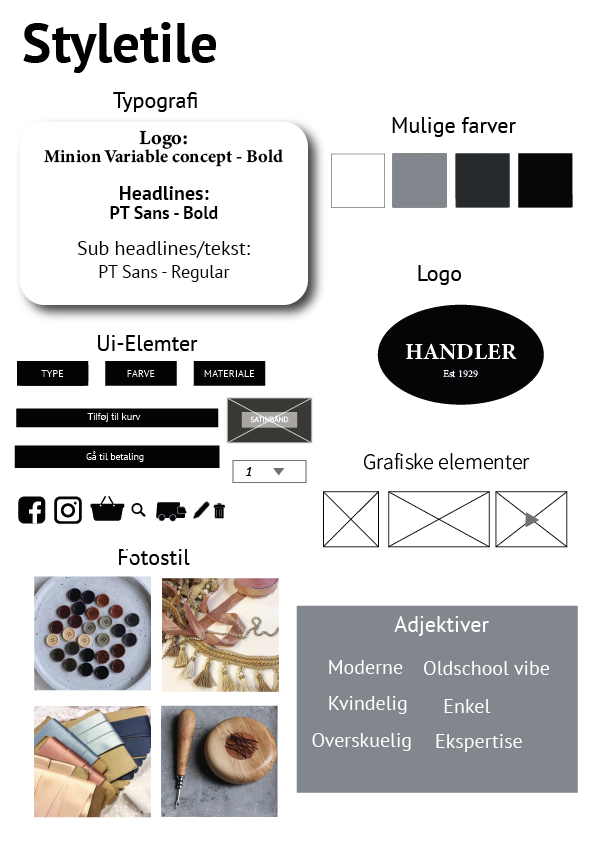 Styletile
Typografi
Logo:
Minion Variable concept - Bold
Headlines:
PT Sans - Bold
Sub headlines/tekst:
PT Sans - Regular
Mulige farver
Logo
HANDLER
Est 1929
Ui-Elemter
TYPE
FARVE
MATERIALE
Tilføj til kurv
SATINBÅND
Gå til betaling
1
Grafiske elementer
Fotostil
Adjektiver
Moderne
Oldschool vibe
Kvindelig
Enkel
Overskuelig
Ekspertise